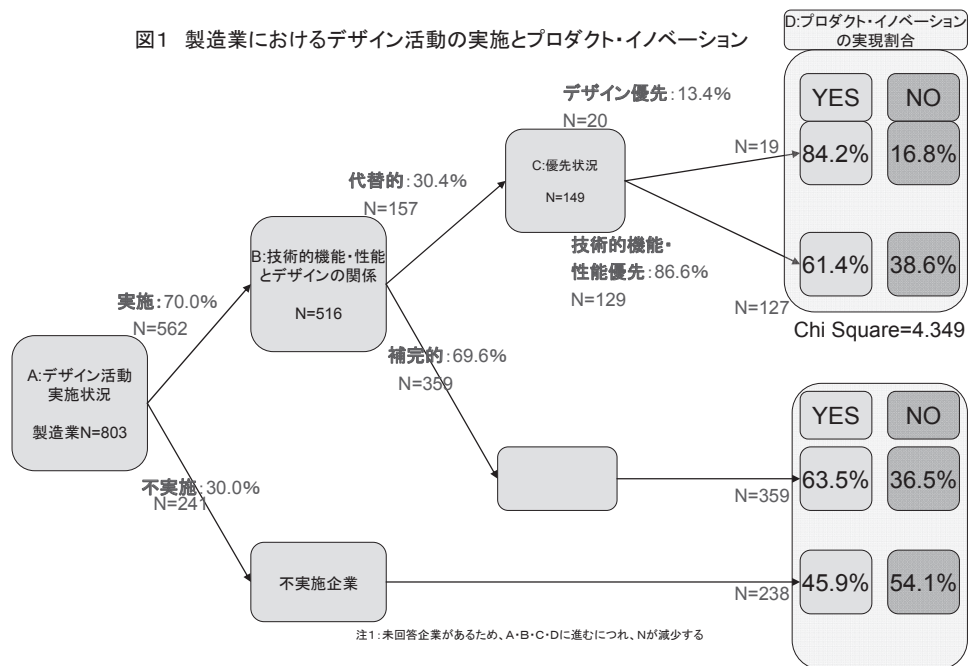 図1 製造業におけるデザイン活動の実施とプロダクト・イノベーション
D:プロダクト・イノベーション
の実現割合
YES
NO
デザイン優先:13.4%
N=20
N=19
84.2%
16.8%
C:優先状況
N=149
代替的:30.4%
N=157
技術的機能・
性能優先:86.6%
N=129
61.4%
38.6%
N=127
Chi Square=4.349
B:技術的機能・性能
とデザインの関係
N=516
実施:70.0%
N=562
補完的:69.6%
N=359
A:デザイン活動
実施状況
製造業N=803
YES
NO
63.5%
36.5%
N=359
不実施:30.0%
N=241
不実施企業
45.9%
54.1%
N=238
注1:未回答企業があるため、A・B・C・Dに進むにつれ、Nが減少する